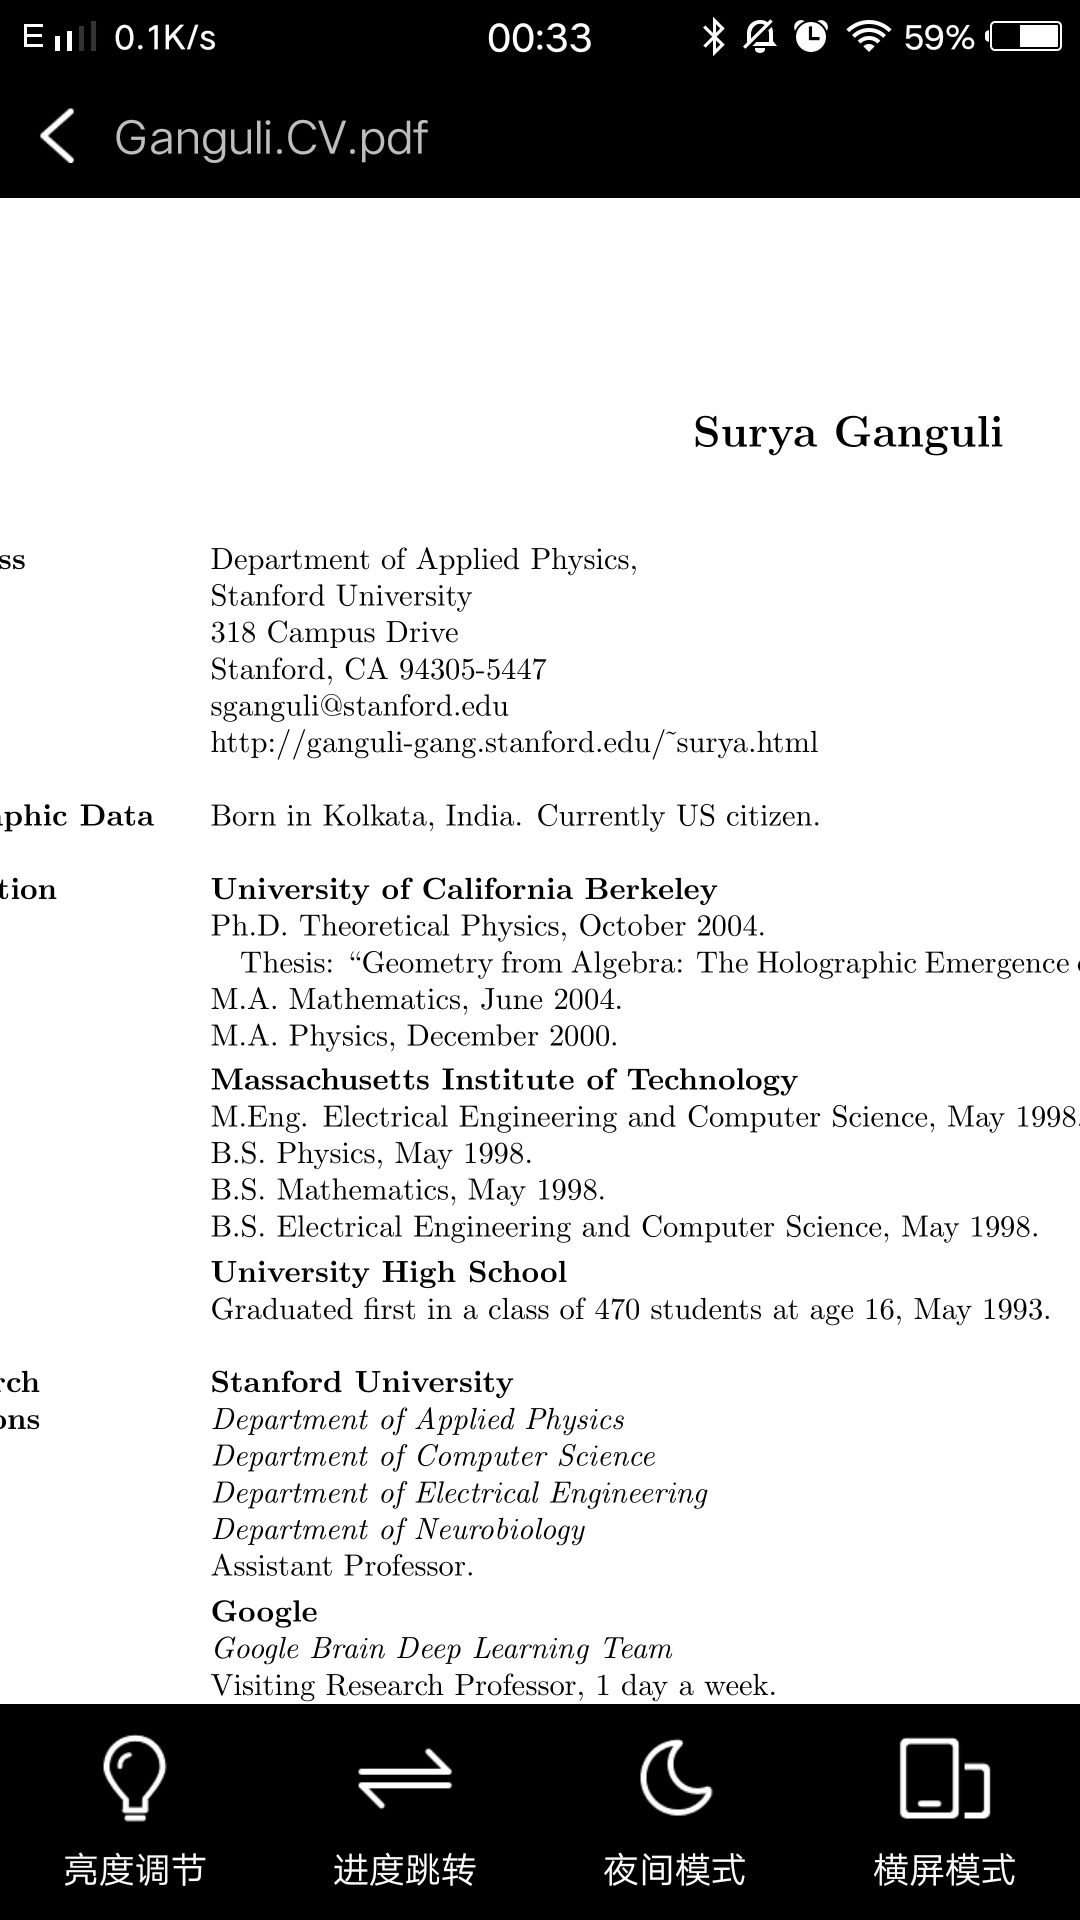 E 0.1K/s 00:33 59%
Ganguli.CV.pdf
Surya Ganguli
ss Department of Applied Physics,
Stanford University
318 Campus Drive
Stanford, CA 94305-5447
sganguli@stanford.edu
http://ganguli-gang.stanford.edu/~surya.html
aphic Data Born in Kolkata, India. Currently US citizen.
tion University of California Berkeley
Ph.D. Theoretical Physics, October 2004.
Thesis: “Geometry from Algebra: The Holographic Emergence
M.A. Mathematics, June 2004.
M.A. Physics, December 2000.
Massachusetts Institute of Technology
M.Eng. Electrical Engineering and Computer Science, May 1998.
B.S. Physics, May 1998.
B.S. Mathematics, May 1998.
B.S. Electrical Engineering and Computer Science, May 1998.
University High School
Graduated first in a class of 470 students at age 16, May 1993.
rch Stanford University
ons Department of Applied Physics
Department of Computer Science
Department of Electrical Engineering
Department of Neurobiology
Assistant Professor.
Google
Google Brain Deep Learning Team
Visiting Research Professor, 1 day a week.
亮度调节 进度跳转 夜间模式 横屏模式